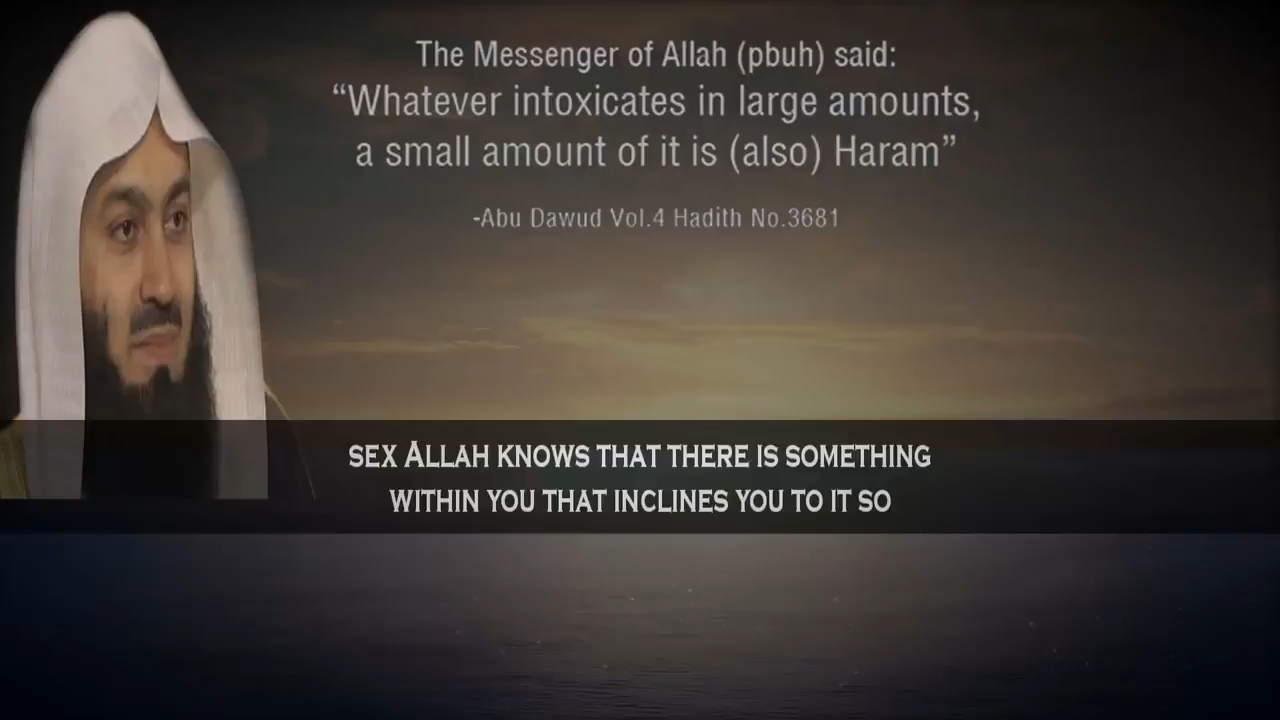 The Messenger of Allah (pbuh) said:
“Whatever intoxicates in large amounts,
a small amount of it is (also) Haram”
-Abu Dawud Vol.4 Hadith No.3681
SEX ALLAH KNOWS THAT THERE IS SOMETHING
WITHIN YOU THAT INCLINES YOU TO IT SO